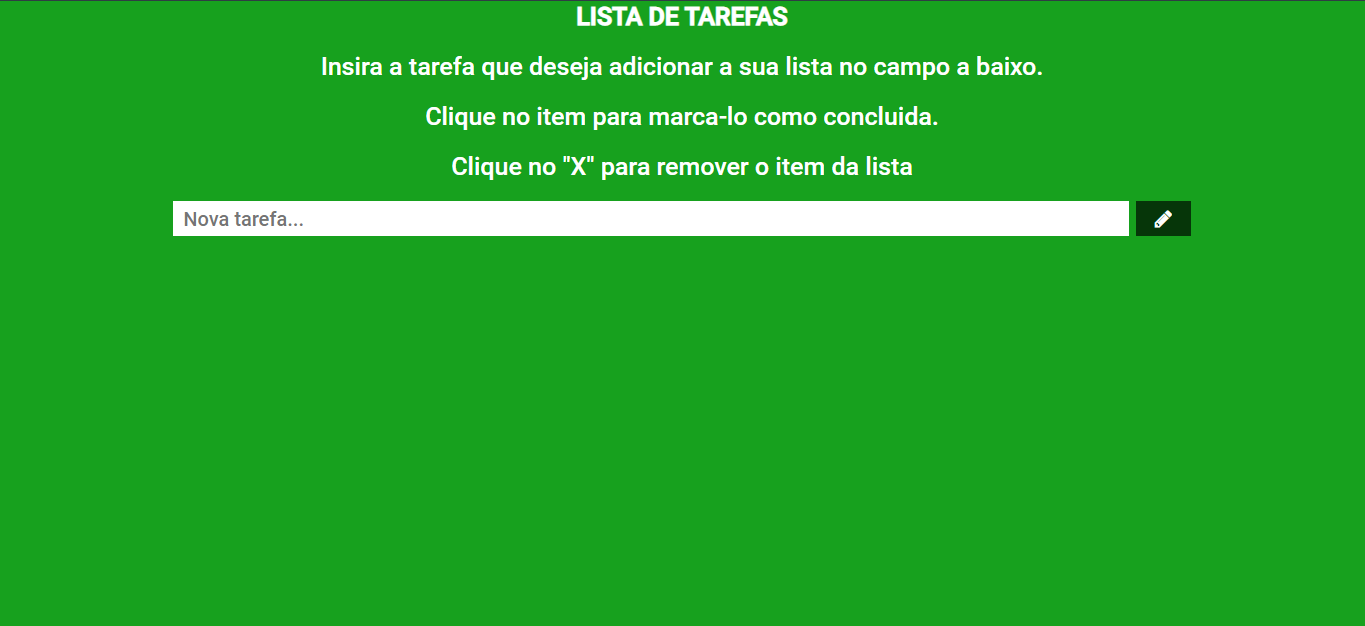 LISTA DE TAREFAS
Insira a tarefa que deseja adicionar a sua lista no campo a baixo.
Clique no item para marca-lo como concluida.
Clique no "X" para remover o item da lista
Nova tarefa...